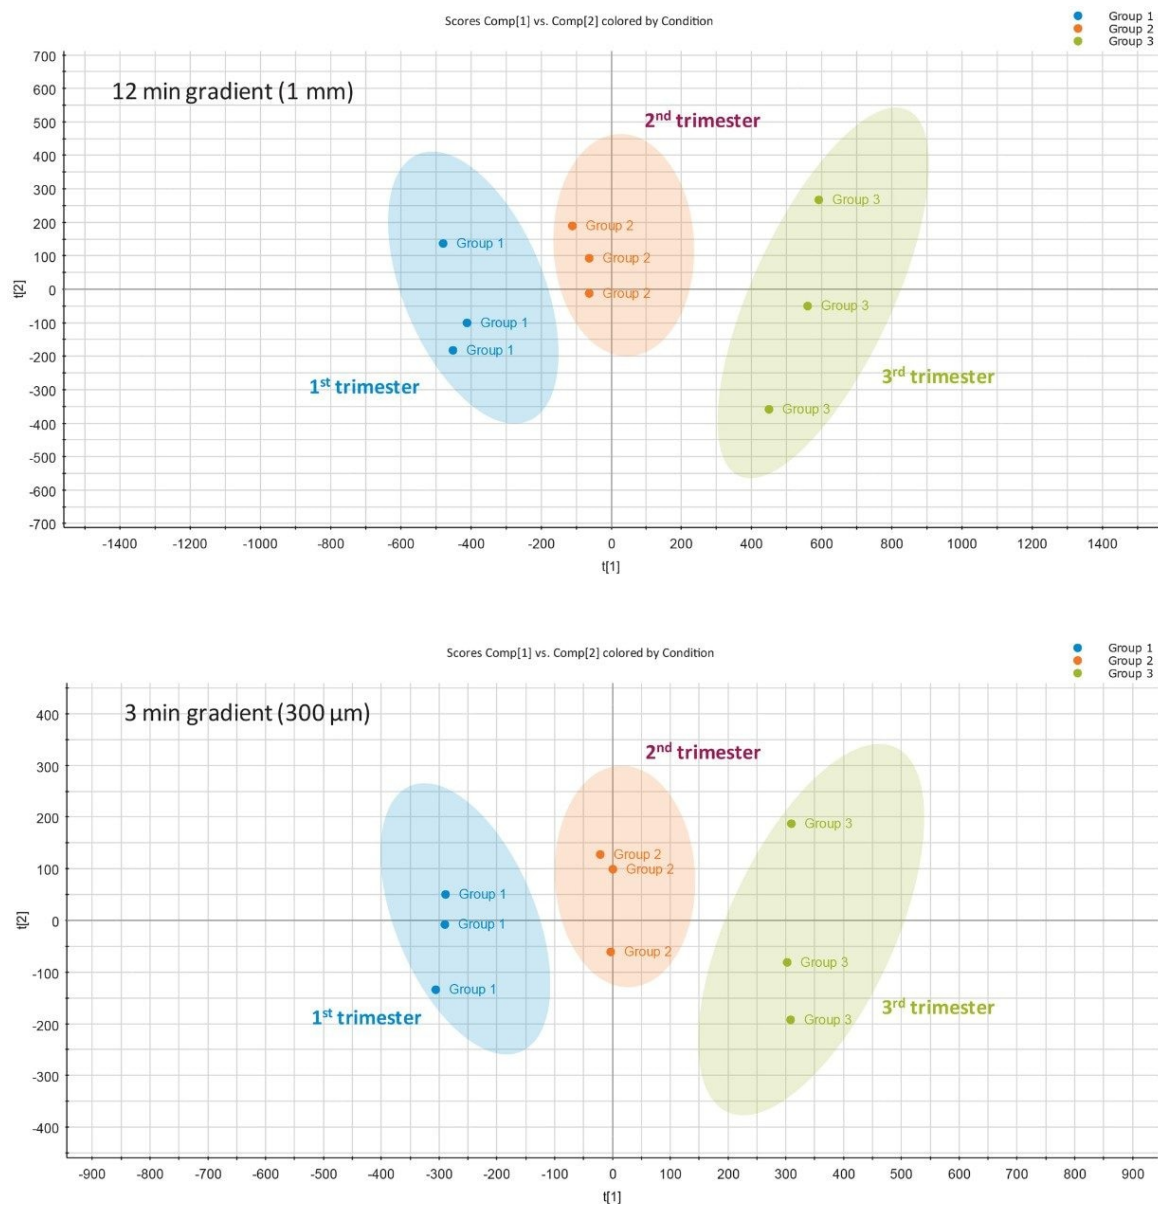 Scores Comp[1] vs. Comp[2] colored by Condition
Group 1
Group 2
Group 3
12 min gradient (1 mm)
2nd trimester
1st trimester
3rd trimester
Group 1
Group 1
Group 1
Group 2
Group 2
Group 2
Group 3
Group 3
Group 3
t[2]
700
600
500
400
300
200
100
0
-100
-200
-300
-400
-500
-600
-700
-1400 -1200 -1000 -800 -600 -400 -200 0 200 400 600 800 1000 1200 1400
t[1]
Scores Comp[1] vs. Comp[2] colored by Condition
Group 1
Group 2
Group 3
3 min gradient (300 µm)
2nd trimester
1st trimester
3rd trimester
Group 1
Group 1
Group 1
Group 2
Group 2
Group 2
Group 3
Group 3
Group 3
t[2]
400
300
200
100
0
-100
-200
-300
-400
-900 -800 -700 -600 -500 -400 -300 -200 -100 0 100 200 300 400 500 600 700 800 900
t[1]